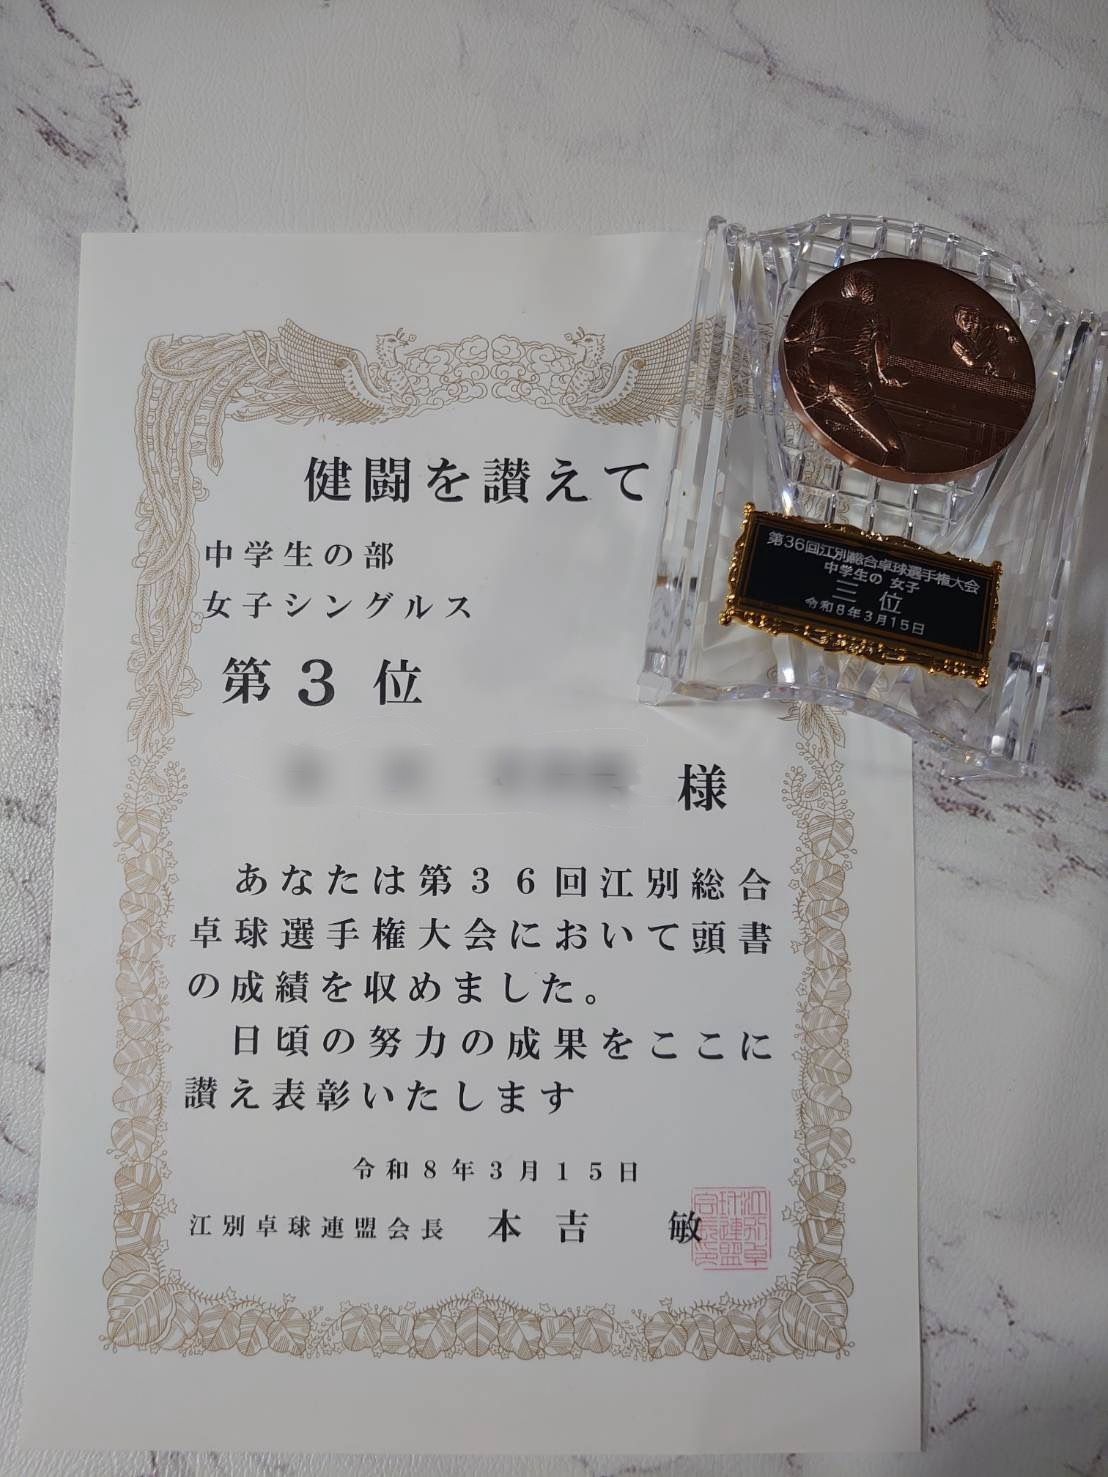 健闘を讃えて
中学生の部
女子シングルス
第3位
様
あなたは第36回江別総合
卓球選手権大会において頭書
の成績を収めました。
日頃の努力の成果をここに
讃え表彰いたします
令和8年3月15日
江別卓球連盟会長 本吉 敏
第36回江別総合卓球選手権大会
中学生の 女子
三位
令和8年3月15日